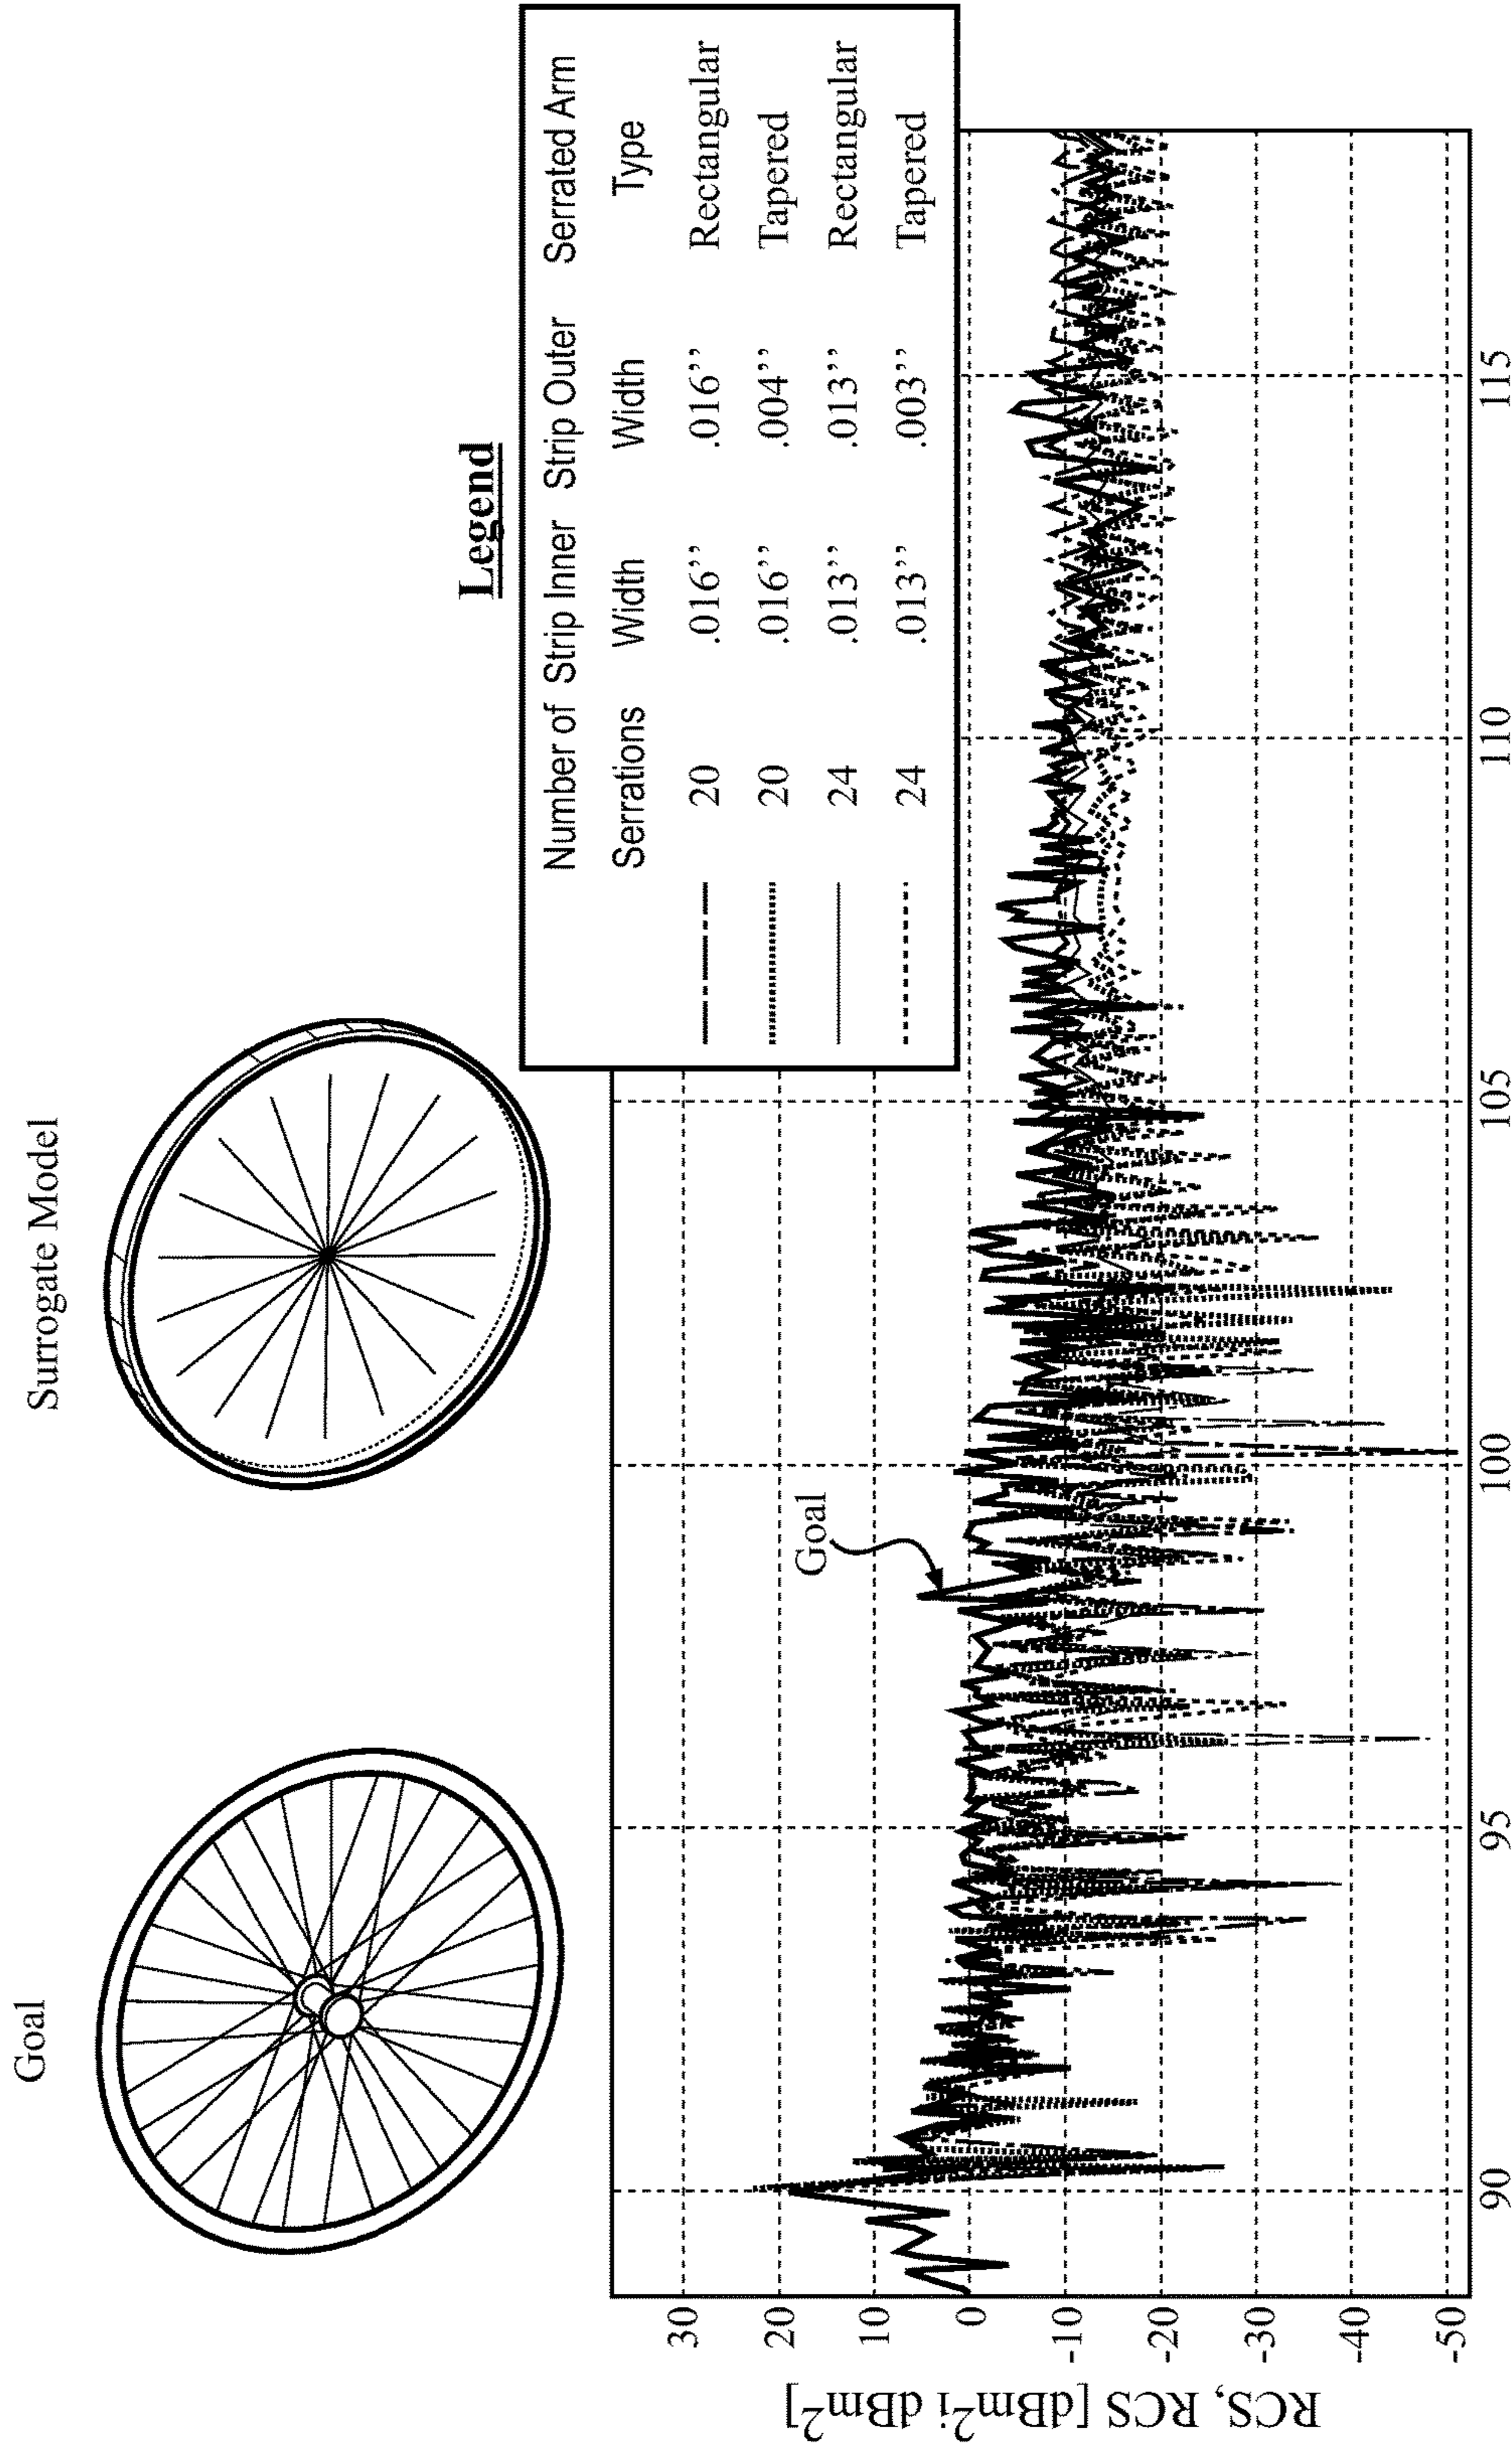 Goal
Surrogate Model
Legend
Number of Strip Inner Strip Outer Serrated Arm
Serrations Width Width Type
20 .016’’ .016’’ Rectangular
20 .016’’ .004’’ Tapered
24 .013’’ .013’’ Rectangular
24 .013’’ .003’’ Tapered
Goal
30
20
10
0
-10
-20
-30
-40
-50
RCS, RCS [dBm²i dBm²]
90 95 100 105 110 115